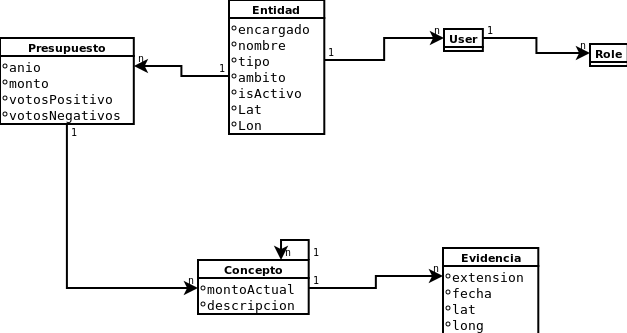 Entidad
encargado
nombre
tipo
ambito
isActivo
Lat
Lon
Presupuesto
anio
monto
votosPositivo
votosNegativos
n
1
1
n
User
1
n
Role
1
n
Concepto
montoActual
descripcion
n
1
1
n
Evidencia
extension
fecha
lat
long